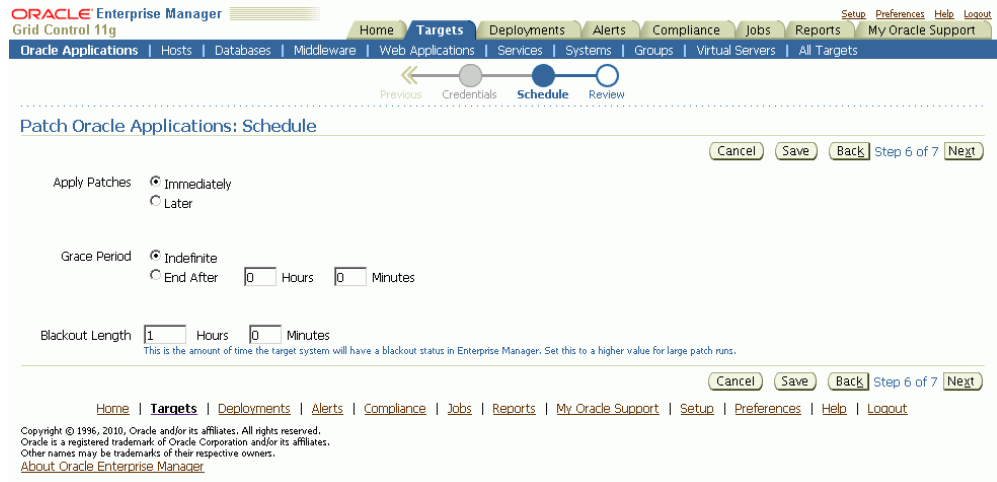 ORACLE Enterprise Manager
Grid Control 11g
Setup Preferences Help Logout
Home Targets Deployments Alerts Compliance Jobs Reports My Oracle Support
Oracle Applications | Hosts | Databases | Middleware | Web Applications | Services | Systems | Groups | Virtual Servers | All Targets
Previous Credentials Schedule Review
Patch Oracle Applications: Schedule
Cancel Save Back Step 6 of 7 Next
Apply Patches Immediately
Later
Grace Period Indefinite
End After 0 Hours 0 Minutes
Blackout Length 1 Hours 0 Minutes
This is the amount of time the target system will have a blackout status in Enterprise Manager. Set this to a higher value for large patch runs.
Cancel Save Back Step 6 of 7 Next
Home | Targets | Deployments | Alerts | Compliance | Jobs | Reports | My Oracle Support | Setup | Preferences | Help | Logout
Copyright © 1996, 2010, Oracle and/or its affiliates. All rights reserved.
Oracle is a registered trademark of Oracle Corporation and/or its affiliates.
Other names may be trademarks of their respective owners.
About Oracle Enterprise Manager